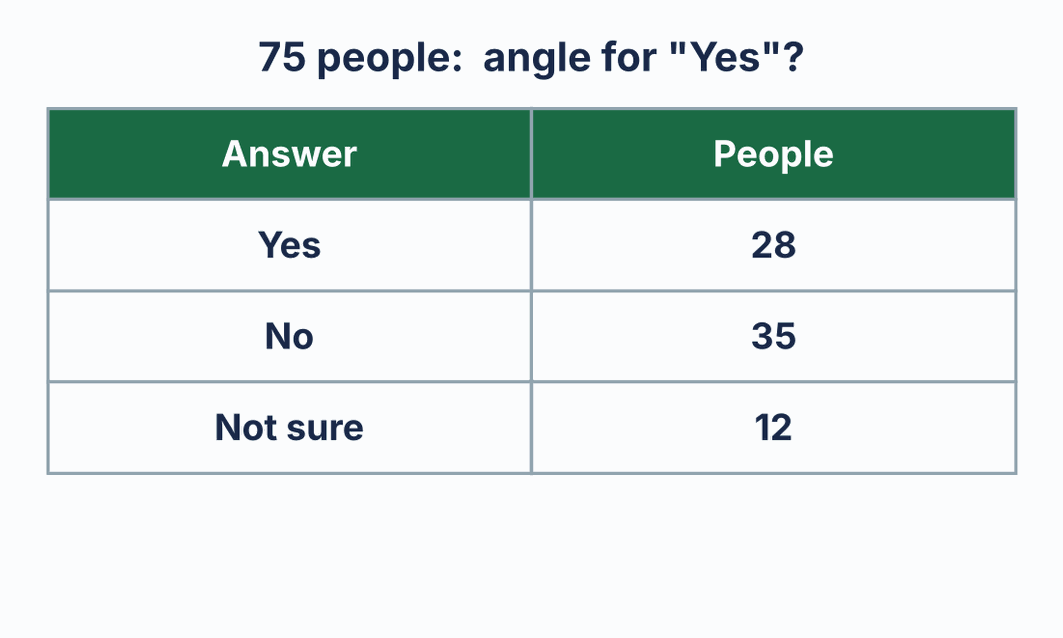 75 people: angle for "Yes"?
Answer People
Yes 28
No 35
Not sure 12